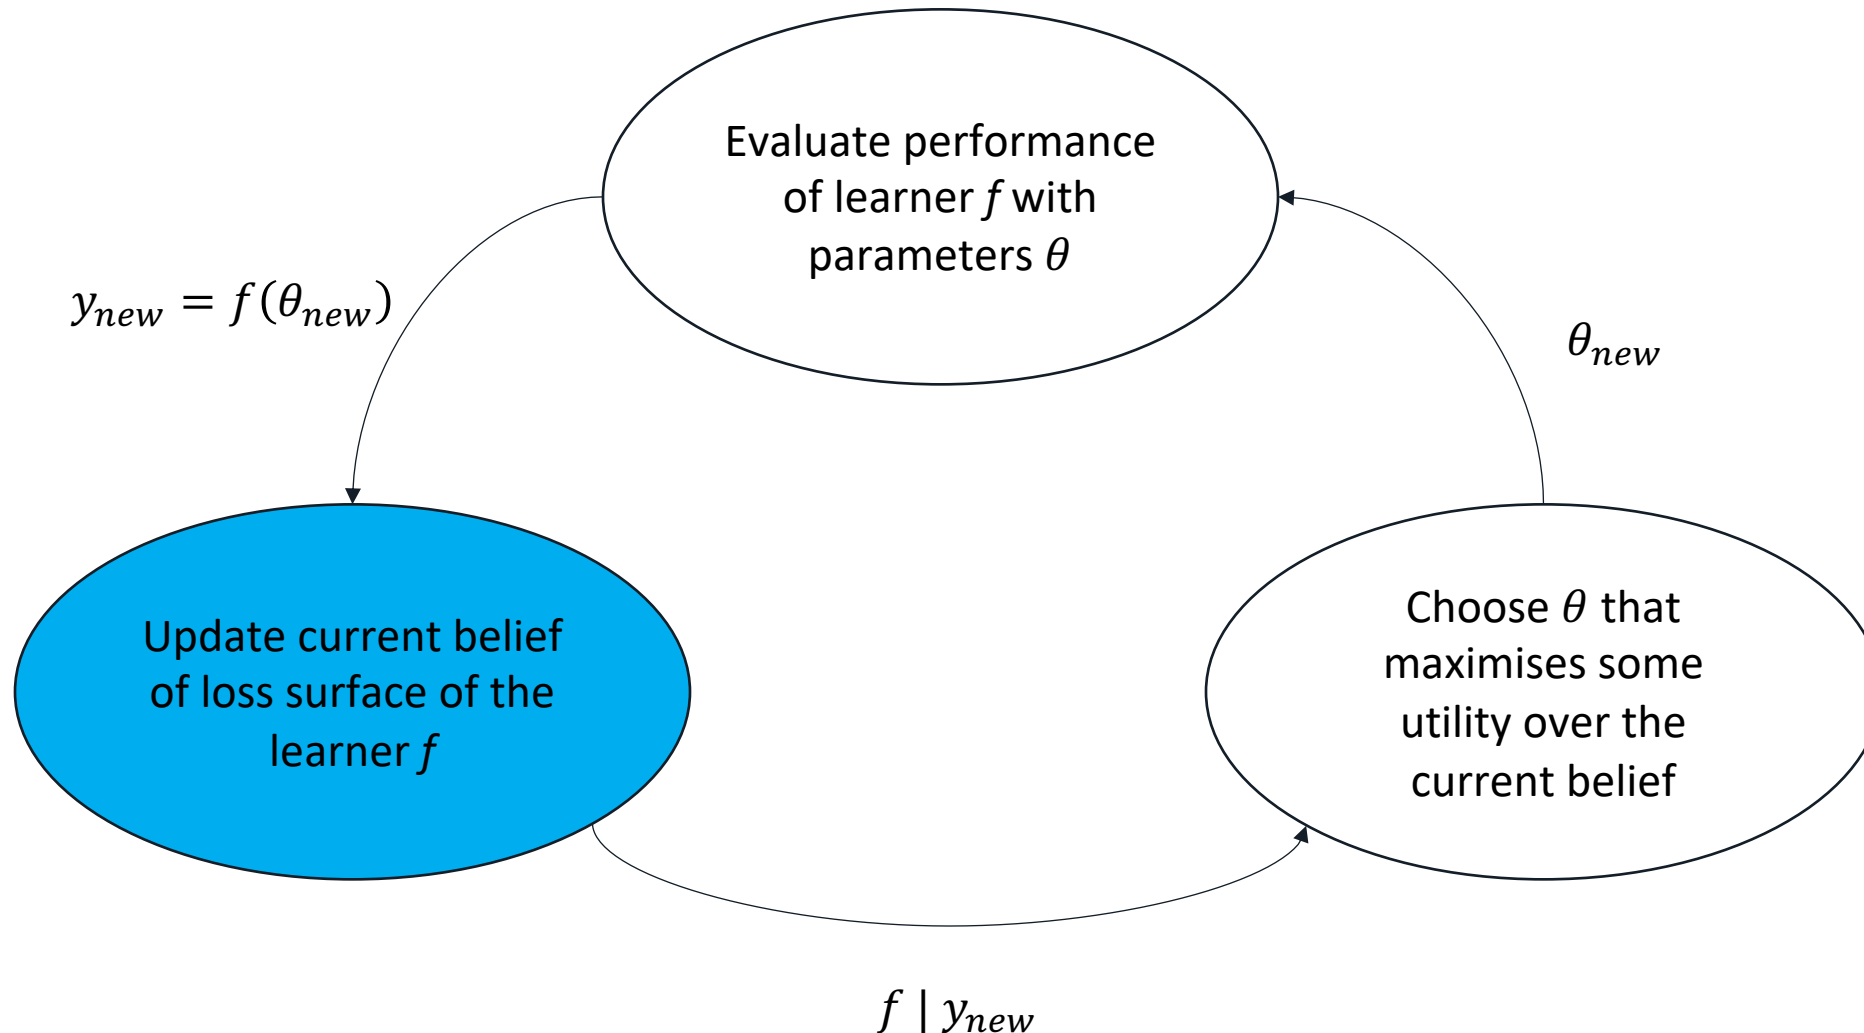 Evaluate performance
of learner f with
parameters θ
y_new = f(θ_new)
θ_new
Update current belief
of loss surface of the
learner f
Choose θ that
maximises some
utility over the
current belief
f | y_new